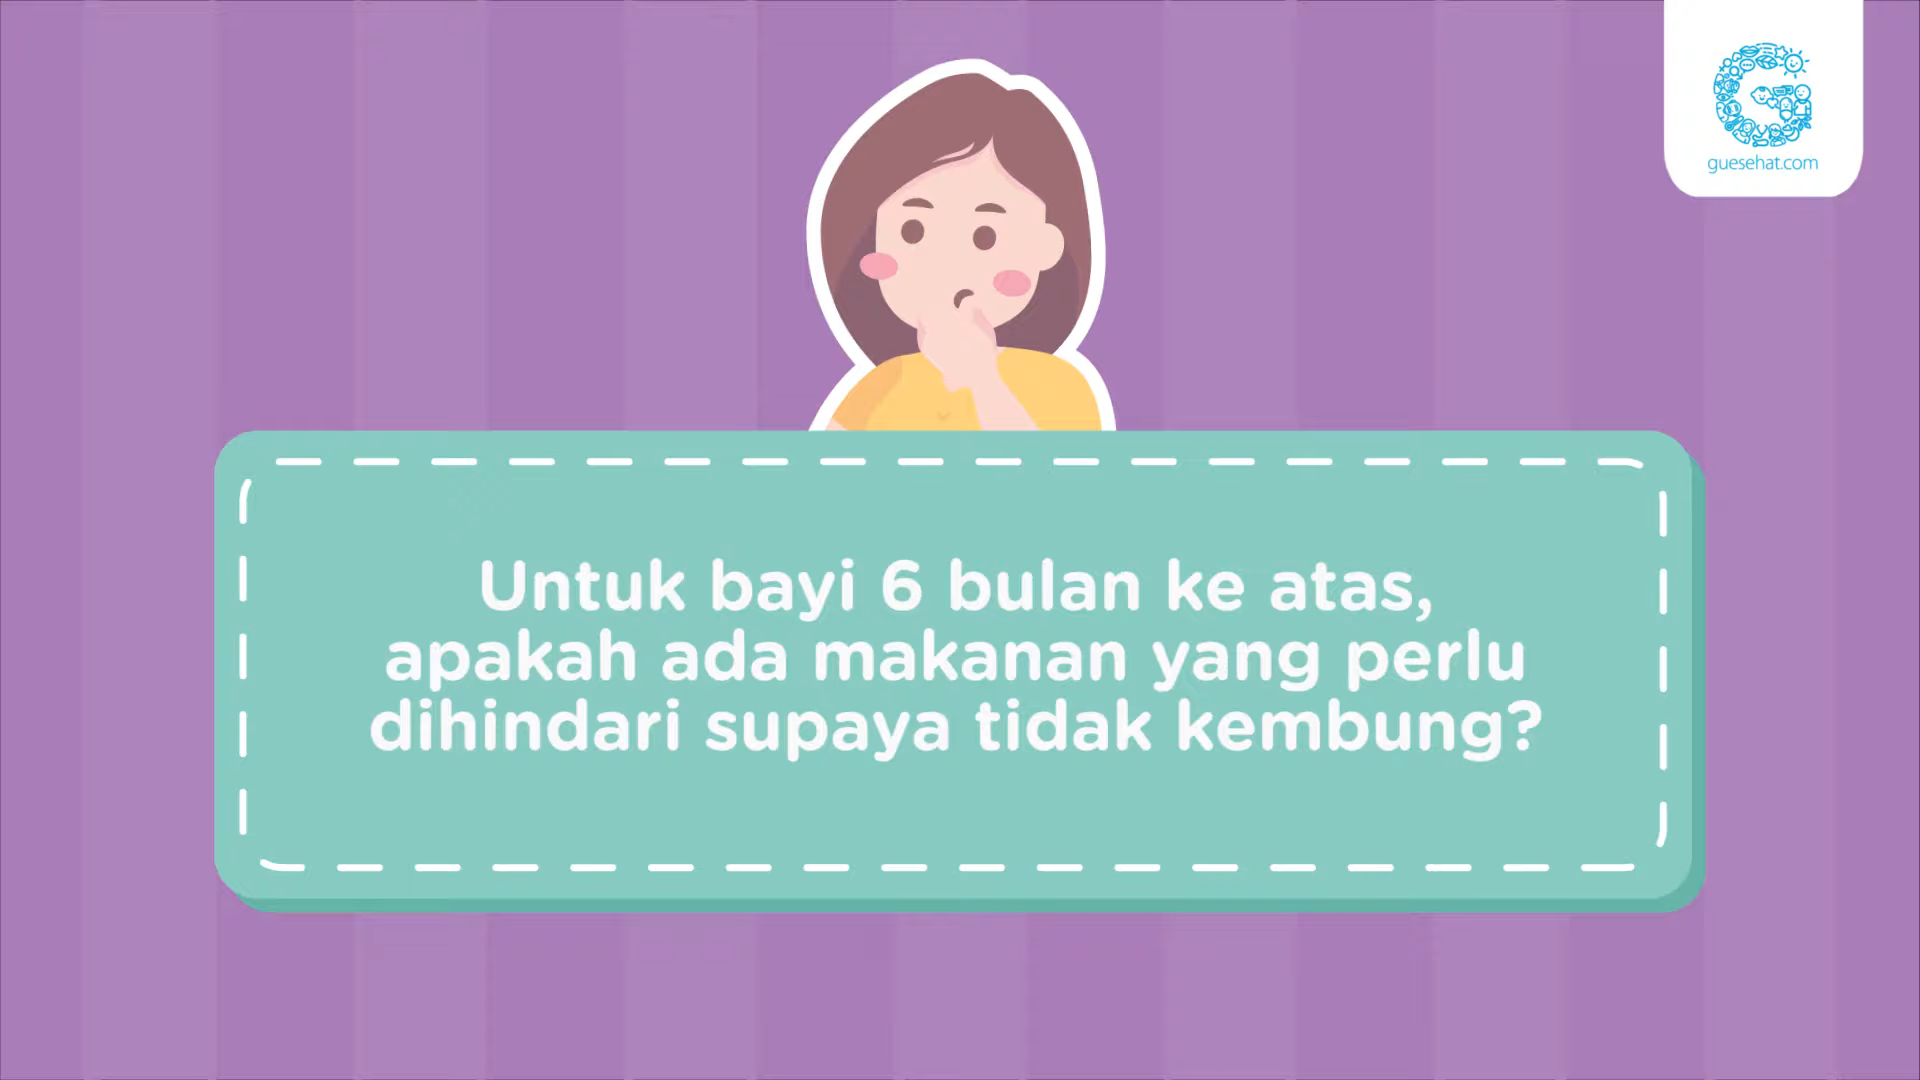 guesehat.com
Untuk bayi 6 bulan ke atas,
apakah ada makanan yang perlu
dihindari supaya tidak kembung?